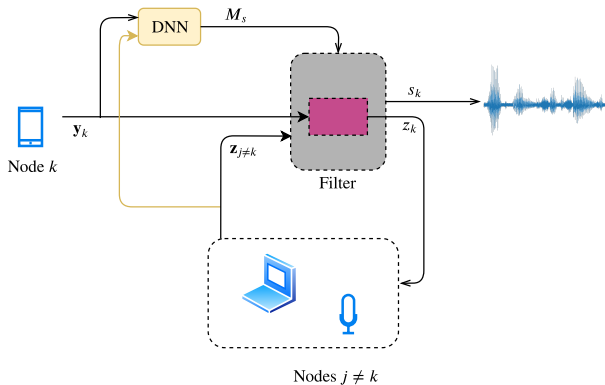 DNN
M_s
s_k
y_k
z_k
z_{j≠k}
Node k
Filter
Nodes j ≠ k